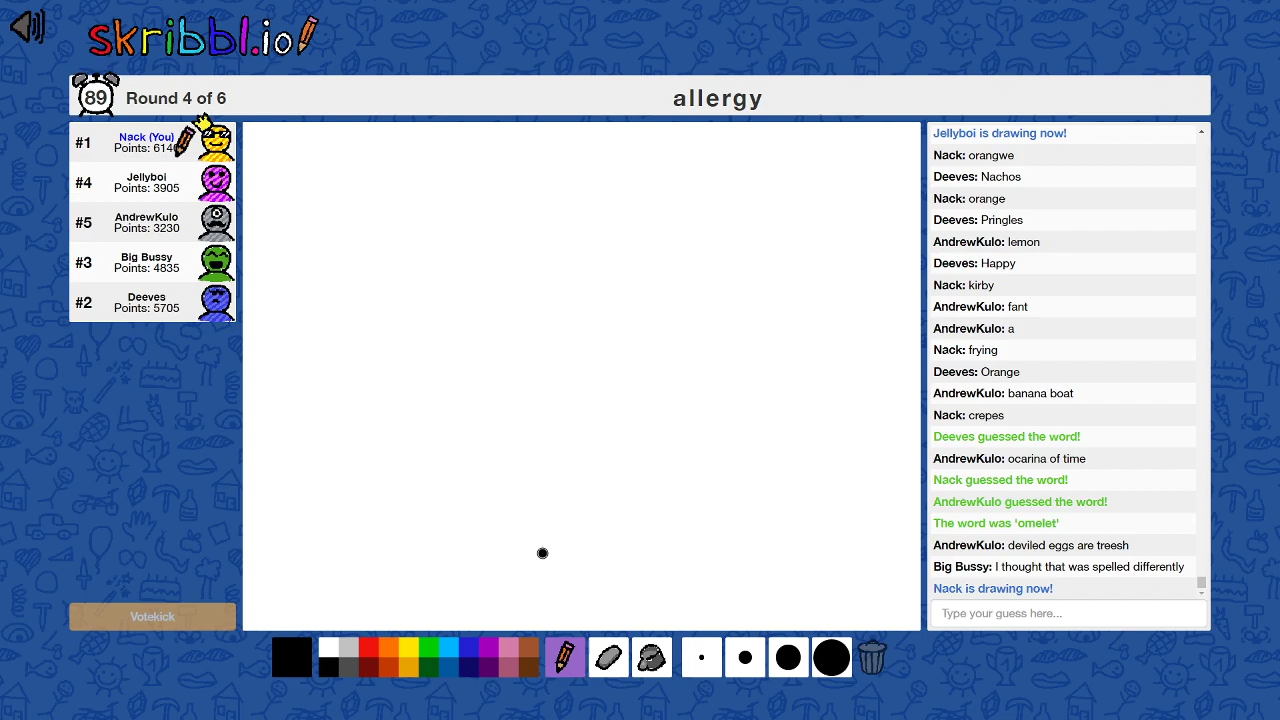 skribbl.io
89
Round 4 of 6
allergy
#1
Nack (You)
Points: 6140
#4
Jellyboi
Points: 3905
#5
AndrewKulo
Points: 3230
#3
Big Bussy
Points: 4835
#2
Deeves
Points: 5705
Votekick
Jellyboi is drawing now!
Nack: orangwe
Deeves: Nachos
Nack: orange
Deeves: Pringles
AndrewKulo: lemon
Deeves: Happy
Nack: kirby
AndrewKulo: fant
AndrewKulo: a
Nack: frying
Deeves: Orange
AndrewKulo: banana boat
Nack: crepes
Deeves guessed the word!
AndrewKulo: ocarina of time
Nack guessed the word!
AndrewKulo guessed the word!
The word was 'omelet'
AndrewKulo: deviled eggs are treesh
Big Bussy: I thought that was spelled differently
Nack is drawing now!
Type your guess here...